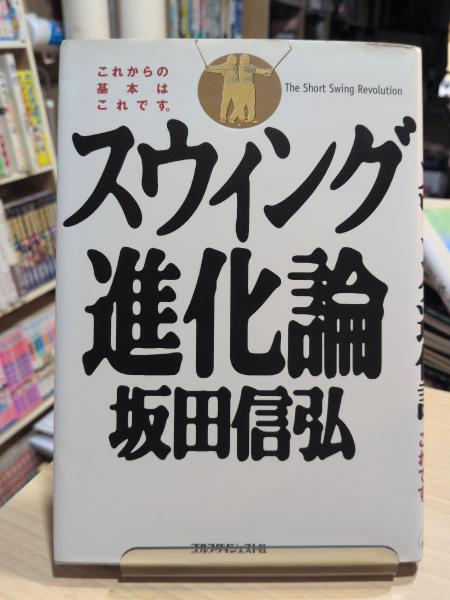 これからの
基本は
これです。
The Short Swing Revolution
スウィング
進化論
坂田信弘
ゴルフダイジェスト社